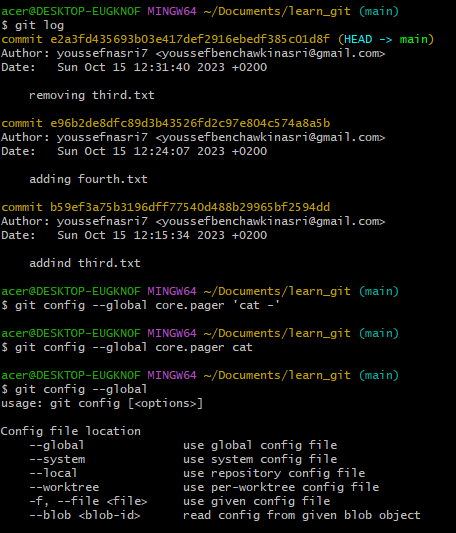 acer@DESKTOP-EUGKNOF MINGW64 ~/Documents/learn_git (main)
$ git log
commit e2a3fd435693b03e417def2916ebedf385c01d8f (HEAD -> main)
Author: youssefnasri7 <youssefbenchawkinasri@gmail.com>
Date:   Sun Oct 15 12:31:40 2023 +0200

    removing third.txt

commit e96b2de8dfc89d3b43526fd2c97e804c574a8a5b
Author: youssefnasri7 <youssefbenchawkinasri@gmail.com>
Date:   Sun Oct 15 12:24:07 2023 +0200

    adding fourth.txt

commit b59ef3a75b3196dff77540d488b29965bf2594dd
Author: youssefnasri7 <youssefbenchawkinasri@gmail.com>
Date:   Sun Oct 15 12:15:34 2023 +0200

    addind third.txt

acer@DESKTOP-EUGKNOF MINGW64 ~/Documents/learn_git (main)
$ git config --global core.pager 'cat -'

acer@DESKTOP-EUGKNOF MINGW64 ~/Documents/learn_git (main)
$ git config --global core.pager cat

acer@DESKTOP-EUGKNOF MINGW64 ~/Documents/learn_git (main)
$ git config --global
usage: git config [<options>]

Config file location
    --global              use global config file
    --system              use system config file
    --local               use repository config file
    --worktree            use per-worktree config file
    -f, --file <file>     use given config file
    --blob <blob-id>      read config from given blob object